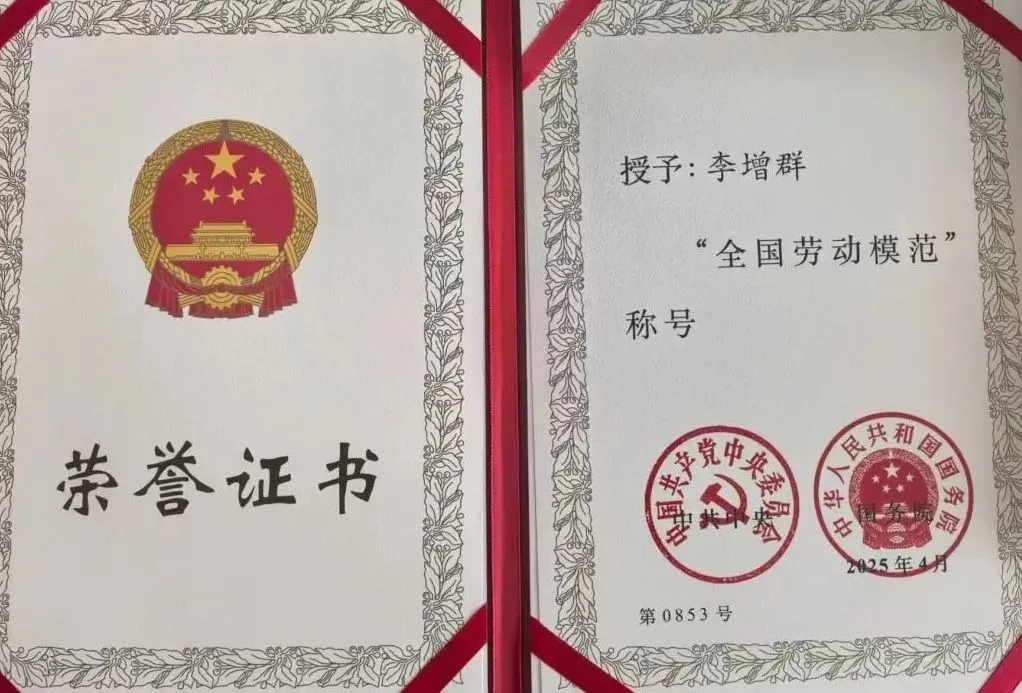 荣誉证书
授予：李增群
“全国劳动模范”
称号
中国共产党中央委员会
中共中央
中华人民共和国国务院
国务院
2025年4月
第0853号